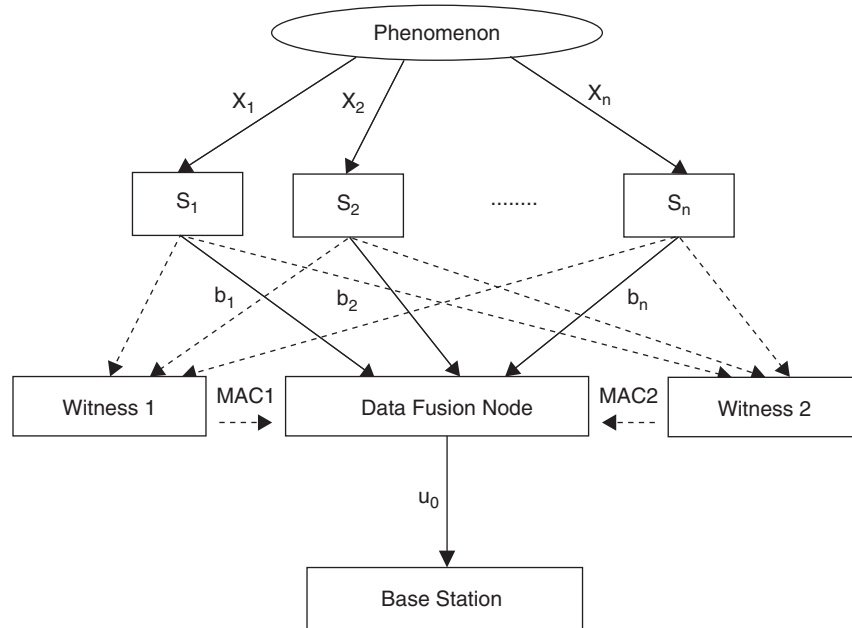 Phenomenon
X1
X2
Xn
S1
S2
........
Sn
b1
b2
bn
Witness 1
MAC1
Data Fusion Node
MAC2
Witness 2
u0
Base Station